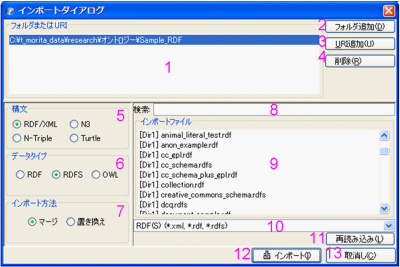 インポートダイアログ
フォルダまたはURI
C:¥t_morita_data¥research¥オントロジー¥Sample_RDF
1
2
フォルダ追加(D)
3
URI追加(U)
4
削除(R)
構文
5
RDF/XML
N3
N-Triple
Turtle
データタイプ
6
RDF
RDFS
OWL
インポート方法
7
マージ
置き換え
検索:
8
インポートファイル
[Dir1] animal_literal_test.rdf
[Dir1] anon_example.rdf
[Dir1] cc_epl.rdf
[Dir1] cc_schema.rdfs
[Dir1] cc_schema_plus_epl.rdf
[Dir1] collection.rdf
[Dir1] creative_commons_schema.rdfs
[Dir1] dcq.rdfs
[Dir1] document_sample.rdf
9
RDF(S) (*.xml, *.rdf, *.rdfs)
10
11
再読み込み(L)
12
インポート(I)
13
取消し(C)